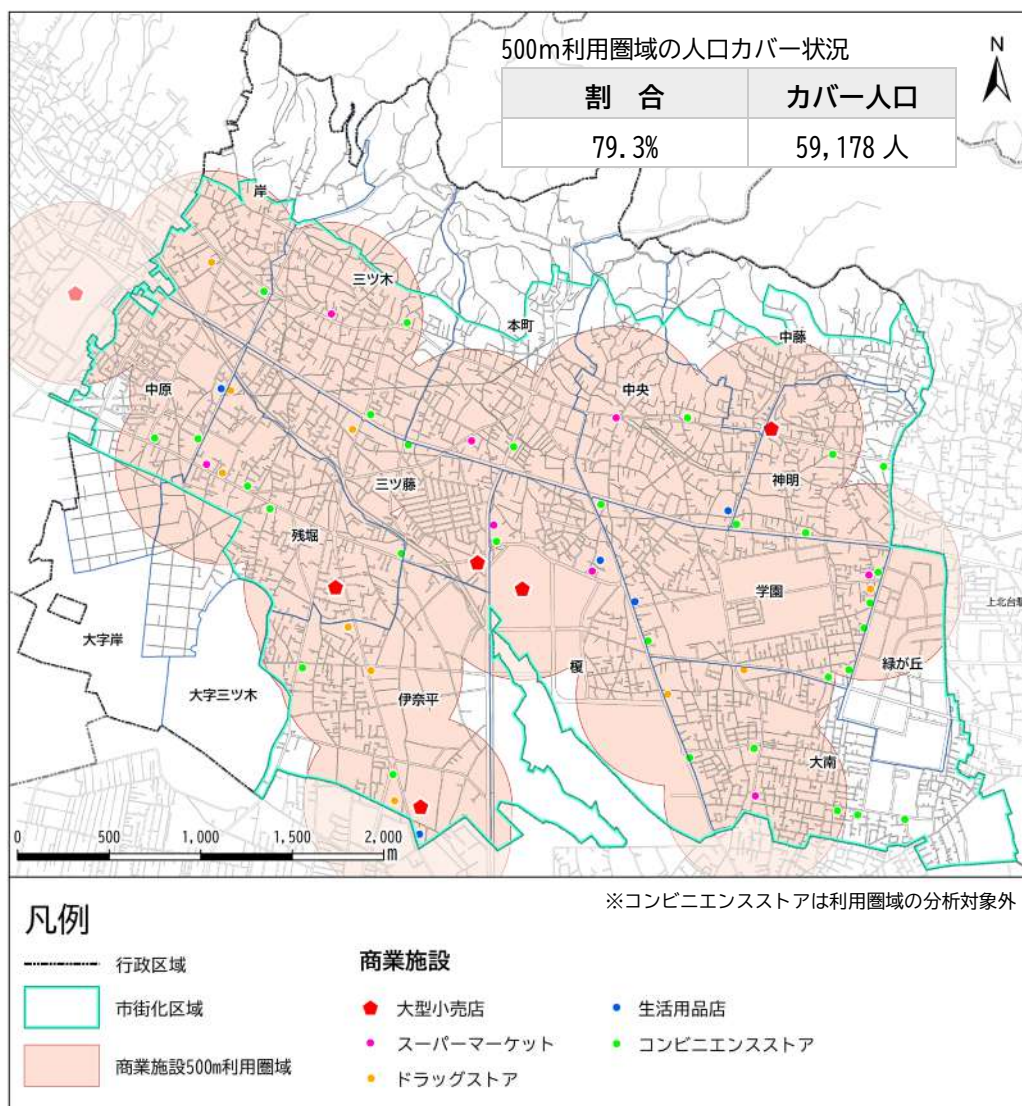 500m利用圏域の人口カバー状況
割 合 カバー人口
79.3% 59,178 人
N
岸
三ツ木
本町
中藤
中原
中央
三ツ藤
神明
残堀
学園
上北台駅
大字岸
榎
緑が丘
大字三ツ木
伊奈平
大南
0 500 1,000 1,500 2,000
m
※コンビニエンスストアは利用圏域の分析対象外
凡例
行政区域
市街化区域
商業施設500m利用圏域
商業施設
大型小売店
スーパーマーケット
ドラッグストア
生活用品店
コンビニエンスストア